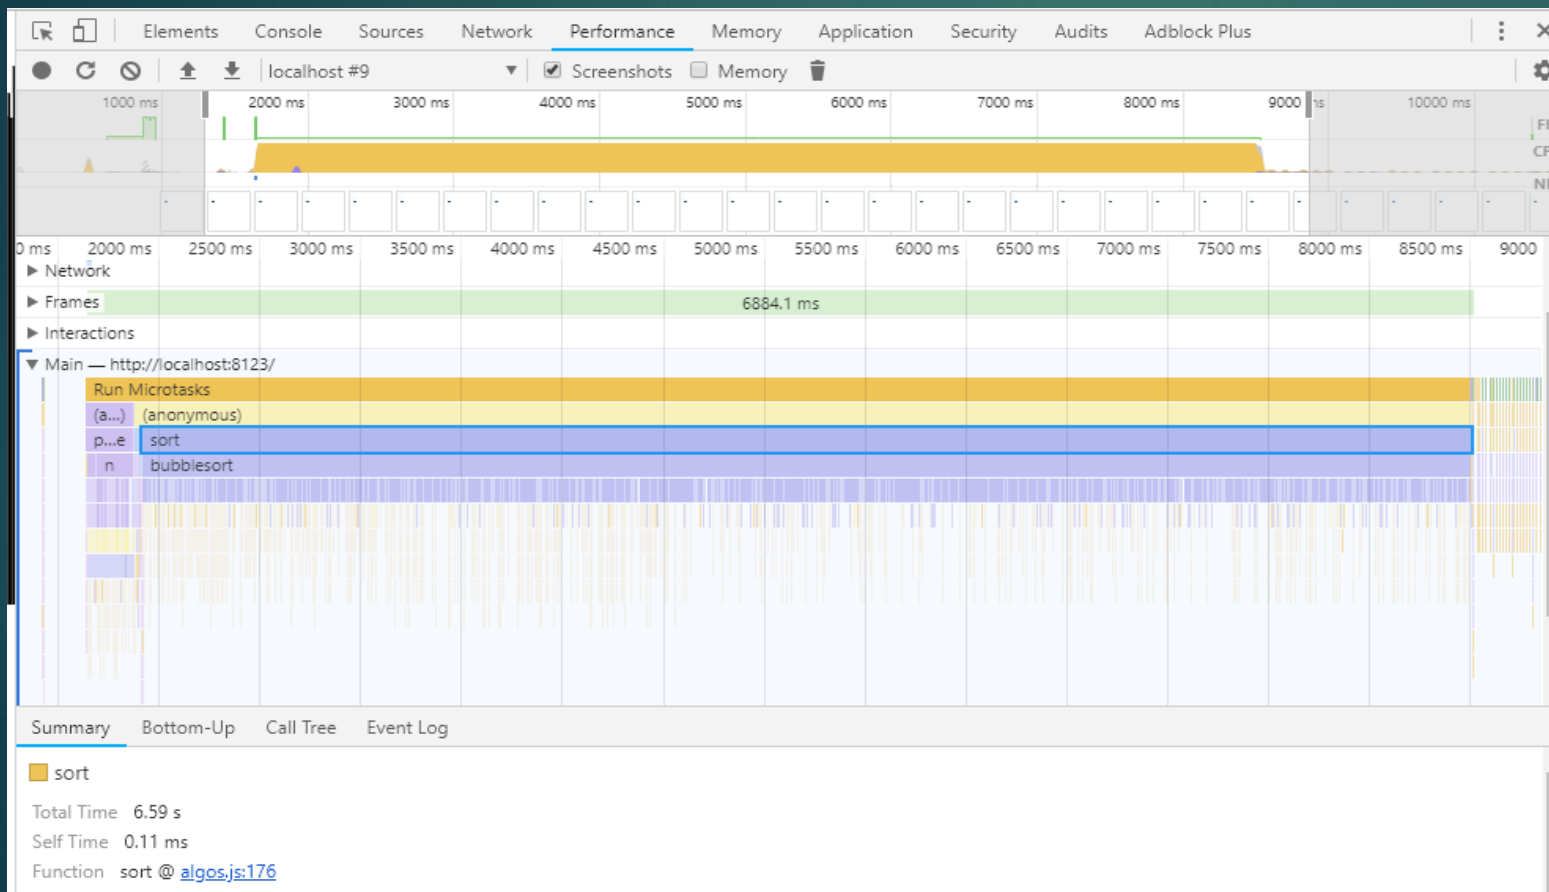 Elements Console Sources Network Performance Memory Application Security Audits Adblock Plus
localhost #9 Screenshots Memory
1000 ms 2000 ms 3000 ms 4000 ms 5000 ms 6000 ms 7000 ms 8000 ms 9000 ms 10000 ms
0 ms 2000 ms 2500 ms 3000 ms 3500 ms 4000 ms 4500 ms 5000 ms 5500 ms 6000 ms 6500 ms 7000 ms 7500 ms 8000 ms 8500 ms 9000
Network
Frames 6884.1 ms
Interactions
Main — http://localhost:8123/
Run Microtasks
(a...) (anonymous)
p...e sort
n bubblesort
Summary Bottom-Up Call Tree Event Log
sort
Total Time 6.59 s
Self Time 0.11 ms
Function sort @ algos.js:176